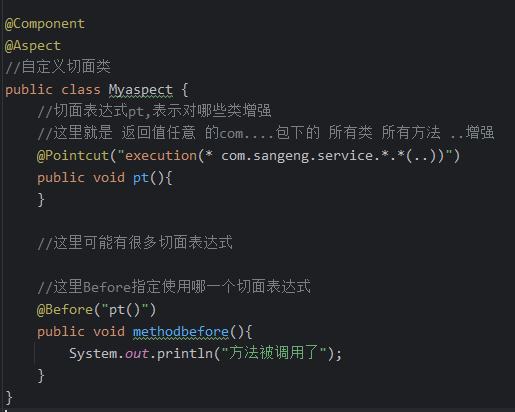 @Component
@Aspect
//自定义切面类
public class Myaspect {
//切面表达式pt,表示对哪些类增强
//这里就是 返回值任意 的com....包下的 所有类 所有方法 ..增强
@Pointcut("execution(* com.sangeng.service.*.*(..))")
public void pt(){
}
//这里可能有很多切面表达式
//这里Before指定使用哪一个切面表达式
@Before("pt()")
public void methodbefore(){
System.out.println("方法被调用了");
}
}